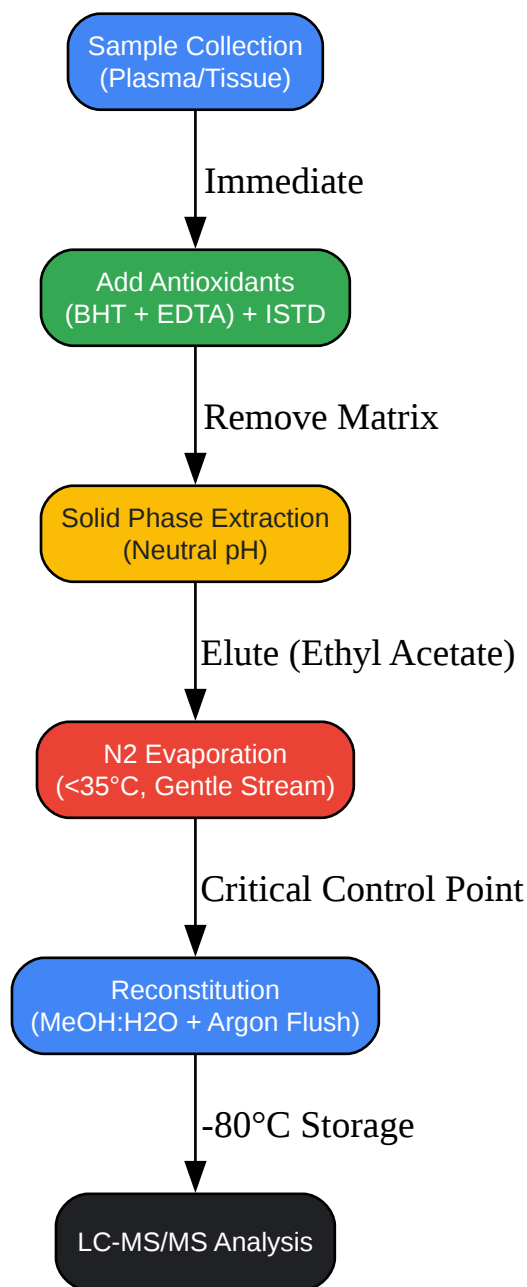 Sample Collection
(Plasma/Tissue)
Immediate
Add Antioxidants
(BHT + EDTA) + ISTD
Remove Matrix
Solid Phase Extraction
(Neutral pH)
Elute (Ethyl Acetate)
N2 Evaporation
(<35°C, Gentle Stream)
Critical Control Point
Reconstitution
(MeOH:H2O + Argon Flush)
-80°C Storage
LC-MS/MS Analysis